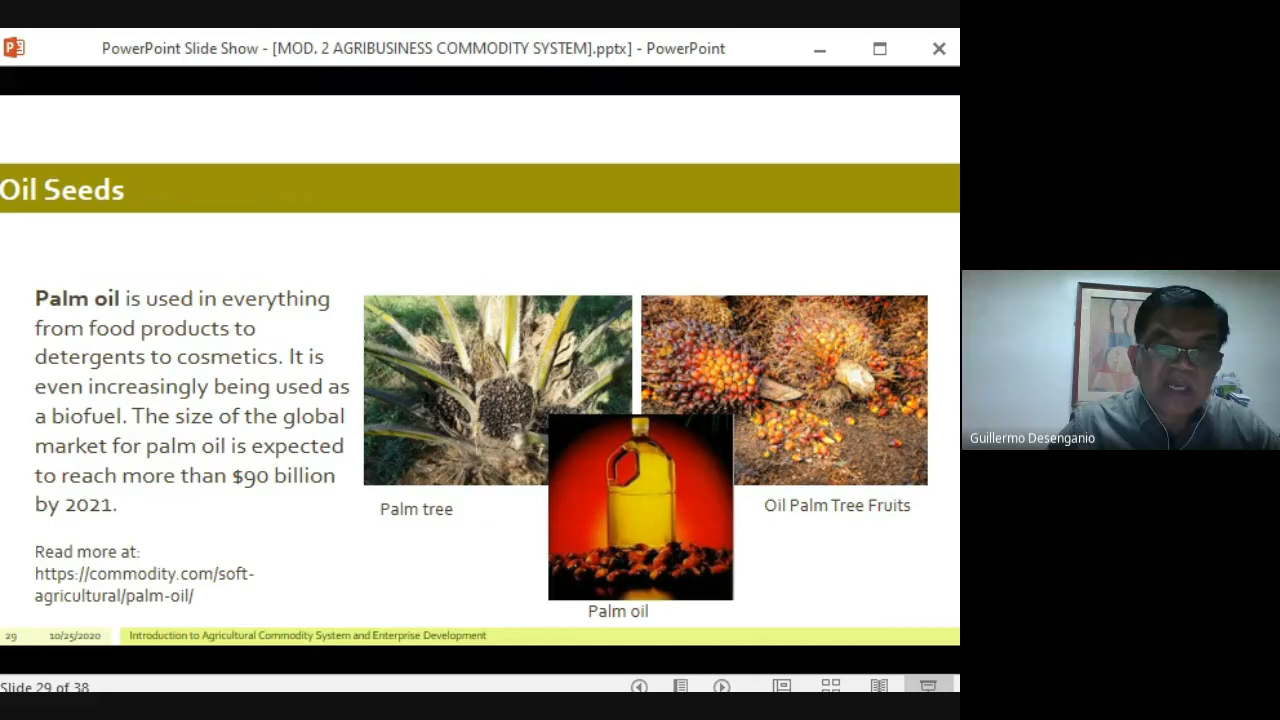 PowerPoint Slide Show - [MOD. 2 AGRIBUSINESS COMMODITY SYSTEM].pptx] - PowerPoint
Oil Seeds
Palm oil is used in everything
from food products to
detergents to cosmetics. It is
even increasingly being used as
a biofuel. The size of the global
market for palm oil is expected
to reach more than $90 billion
by 2021.
Read more at:
https://commodity.com/soft-
agricultural/palm-oil/
Palm tree
Oil Palm Tree Fruits
Palm oil
29 10/25/2020 Introduction to Agricultural Commodity System and Enterprise Development
Slide 29 of 38
Guillermo Desenganio